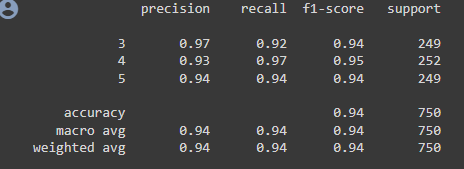 precision recall f1-score support
3 0.97 0.92 0.94 249
4 0.93 0.97 0.95 252
5 0.94 0.94 0.94 249
accuracy 0.94 750
macro avg 0.94 0.94 0.94 750
weighted avg 0.94 0.94 0.94 750